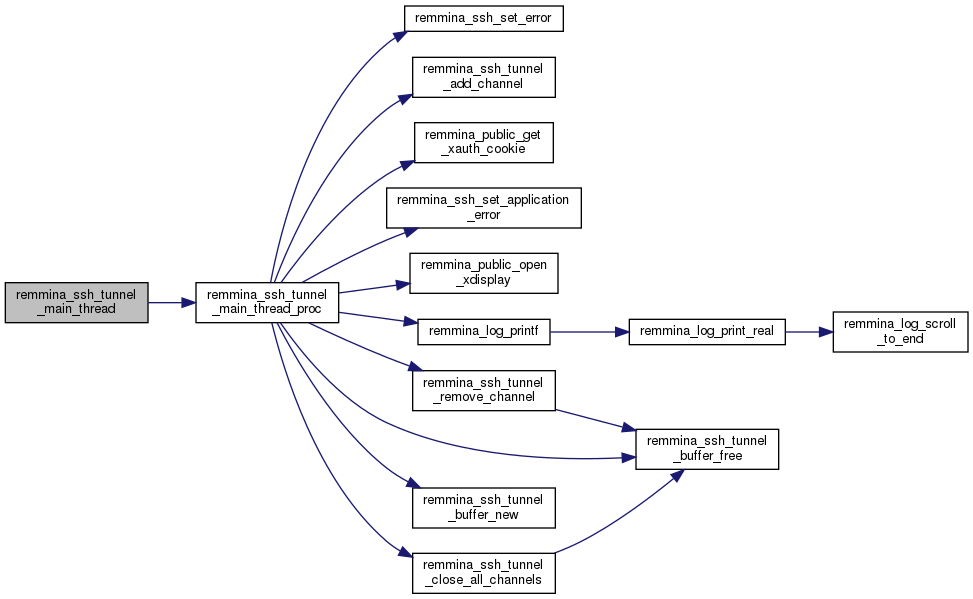 remmina_ssh_set_error
remmina_ssh_tunnel
_add_channel
remmina_public_get
_xauth_cookie
remmina_ssh_set_application
_error
remmina_public_open
_xdisplay
remmina_ssh_tunnel
_main_thread
remmina_ssh_tunnel
_main_thread_proc
remmina_log_printf
remmina_log_print_real
remmina_log_scroll
_to_end
remmina_ssh_tunnel
_remove_channel
remmina_ssh_tunnel
_buffer_free
remmina_ssh_tunnel
_buffer_new
remmina_ssh_tunnel
_close_all_channels